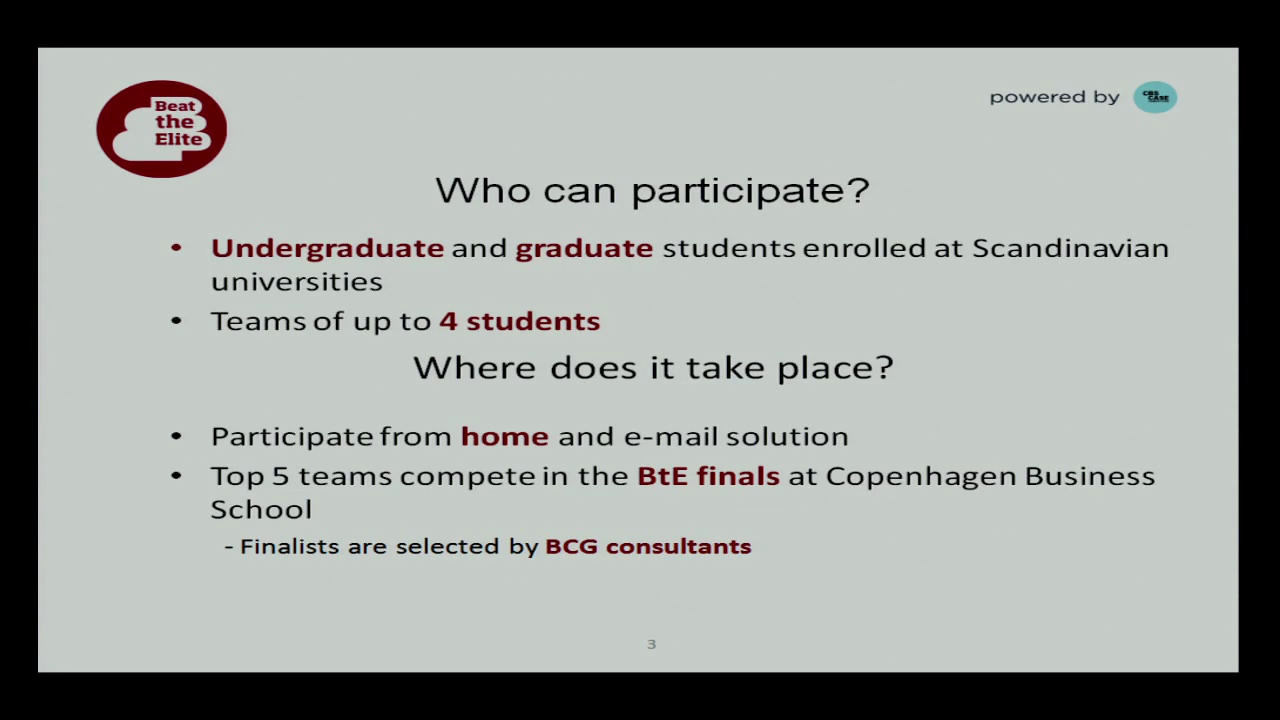 Beat
the
Elite
powered by
CBS
CASE
Who can participate?
• Undergraduate and graduate students enrolled at Scandinavian
universities
• Teams of up to 4 students
Where does it take place?
• Participate from home and e-mail solution
• Top 5 teams compete in the BtE finals at Copenhagen Business
School
- Finalists are selected by BCG consultants
3